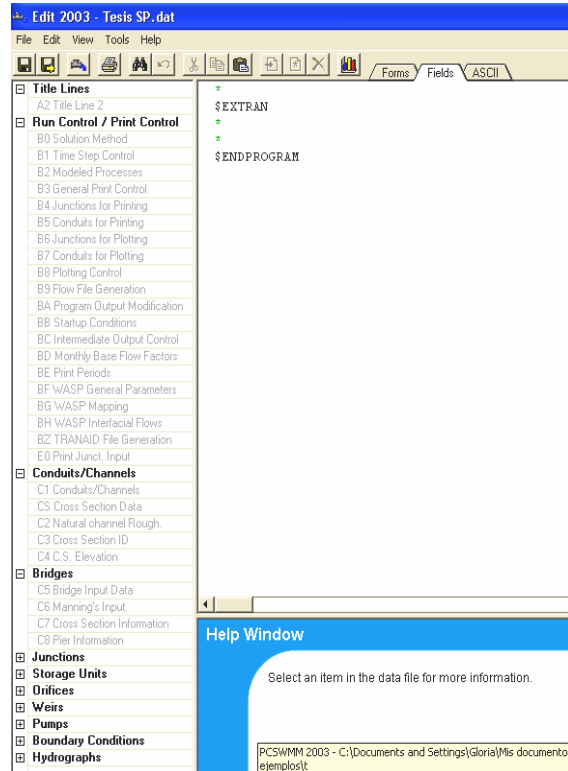 Edit 2003 - Tesis SP.dat
File Edit View Tools Help
Forms Fields ASCII
Title Lines
A2 Title Line 2
Run Control / Print Control
B0 Solution Method
B1 Time Step Control
B2 Modeled Processes
B3 General Print Control
B4 Junctions for Printing
B5 Conduits for Printing
B6 Junctions for Plotting
B7 Conduits for Plotting
B8 Plotting Control
B9 Flow File Generation
BA Program Output Modification
BB Startup Conditions
BC Intermediate Output Control
BD Monthly Base Flow Factors
BE Print Periods
BF WASP General Parameters
BG WASP Mapping
BH WASP Interfacial Flows
BZ TRANAID File Generation
E0 Print Junct. Input
Conduits/Channels
C1 Conduits/Channels
CS Cross Section Data
C2 Natural channel Rough.
C3 Cross Section ID
C4 C.S. Elevation
Bridges
C5 Bridge Input Data
C6 Manning's Input
C7 Cross Section Information
C8 Pier Information
Junctions
Storage Units
Orifices
Weirs
Pumps
Boundary Conditions
Hydrographs
*
$EXTRAN
*
*
$ENDPROGRAM
Help Window
Select an item in the data file for more information.
PCSWMM 2003 - C:\Documents and Settings\Gloria\Mis documento
ejemplos\t